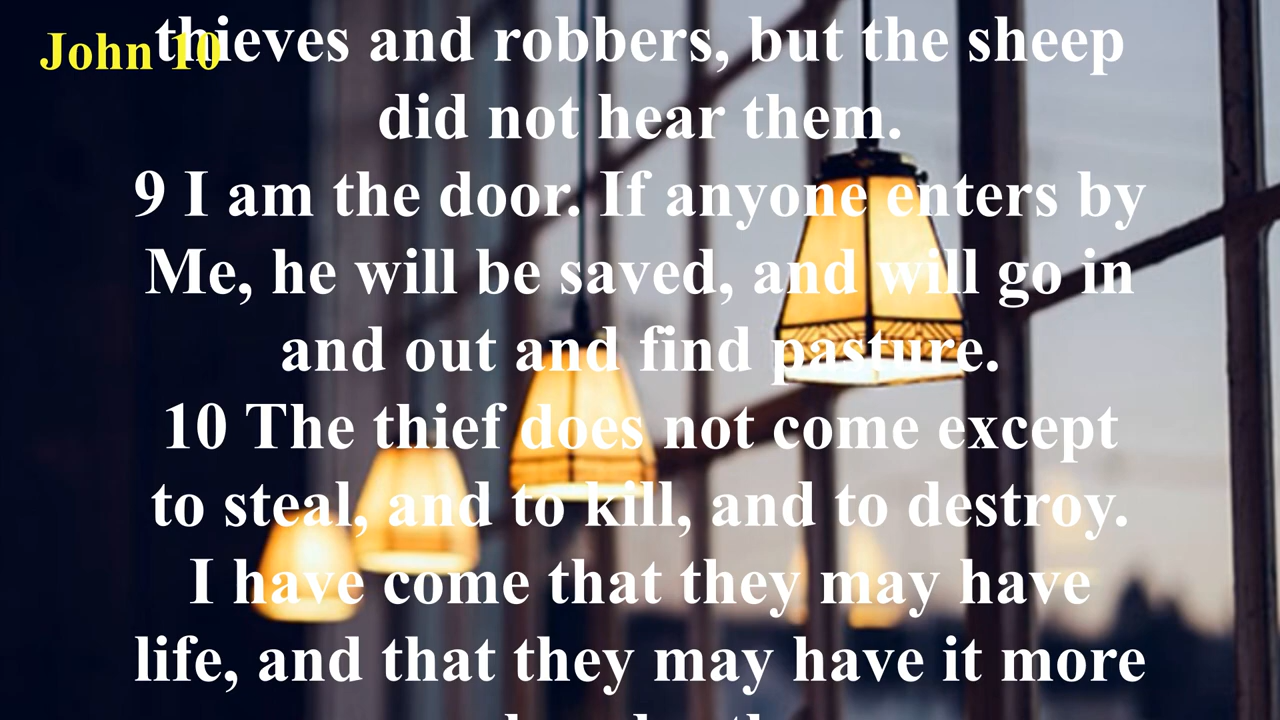 John 10
thieves and robbers, but the sheep
did not hear them.
9 I am the door. If anyone enters by
Me, he will be saved, and will go in
and out and find pasture.
10 The thief does not come except
to steal, and to kill, and to destroy.
I have come that they may have
life, and that they may have it more